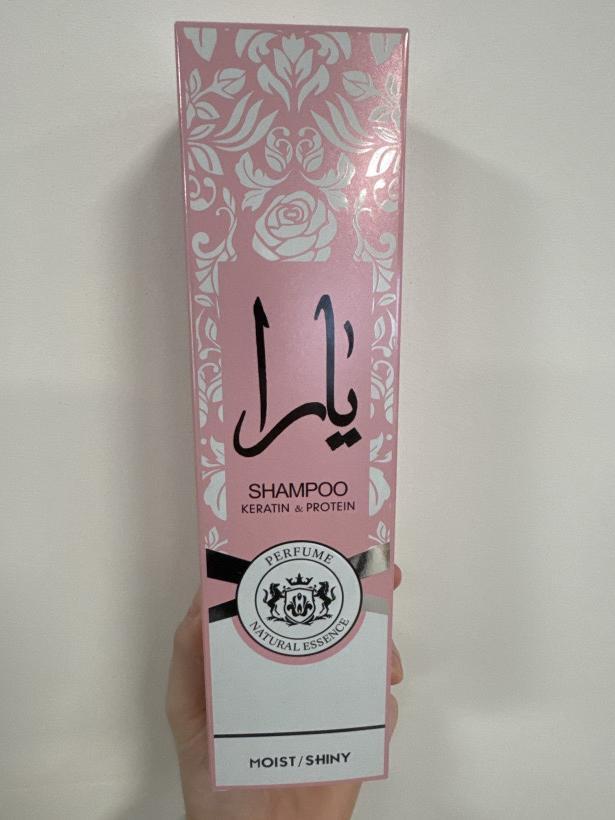 يارا
SHAMPOO
KERATIN & PROTEIN
PERFUME
NATURAL ESSENCE
MOIST/SHINY